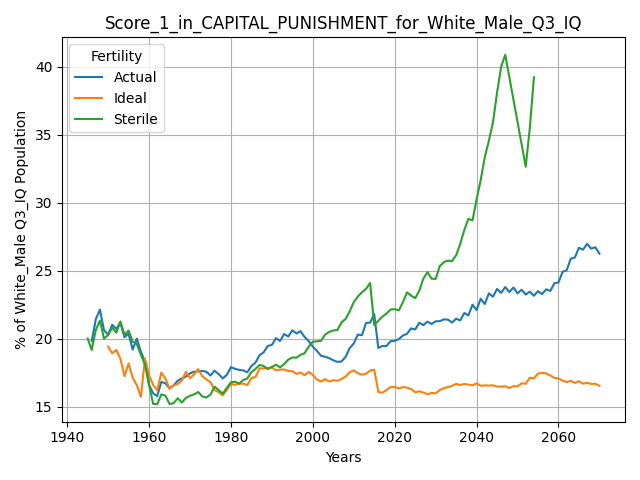 Score_1_in_CAPITAL_PUNISHMENT_for_White_Male_Q3_IQ
Fertility
Actual
Ideal
Sterile
% of White_Male Q3_IQ Population
40
35
30
25
20
15
1940 1960 1980 2000 2020 2040 2060
Years